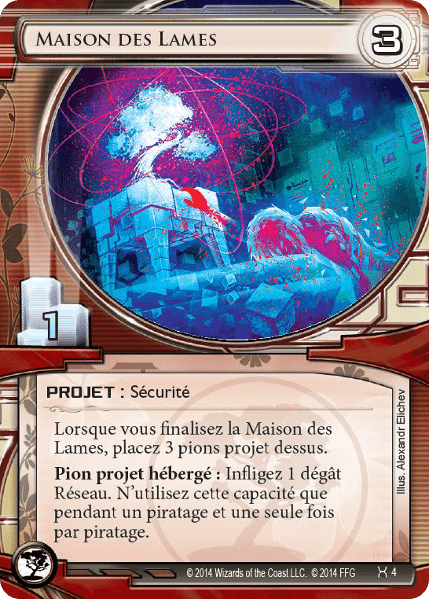 Maison des Lames
3
1
PROJET : Sécurité
Lorsque vous finalisez la Maison des
Lames, placez 3 pions projet dessus.
Pion projet hébergé : Infligez 1 dégât
Réseau. N'utilisez cette capacité que
pendant un piratage et une seule fois
par piratage.
Illus. Alexandr Elichev
© 2014 Wizards of the Coast LLC. © 2014 FFG
4